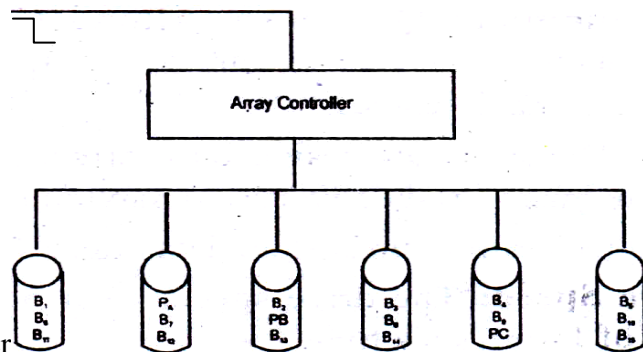 Array Controller
B₁ Pₐ B₂ B₃ B₄ B₅
B₆ B₇ PB B₈ B₉ B₁₀
B₁₁ B₁₂ B₁₃ B₁₄ PC B₁₅
r